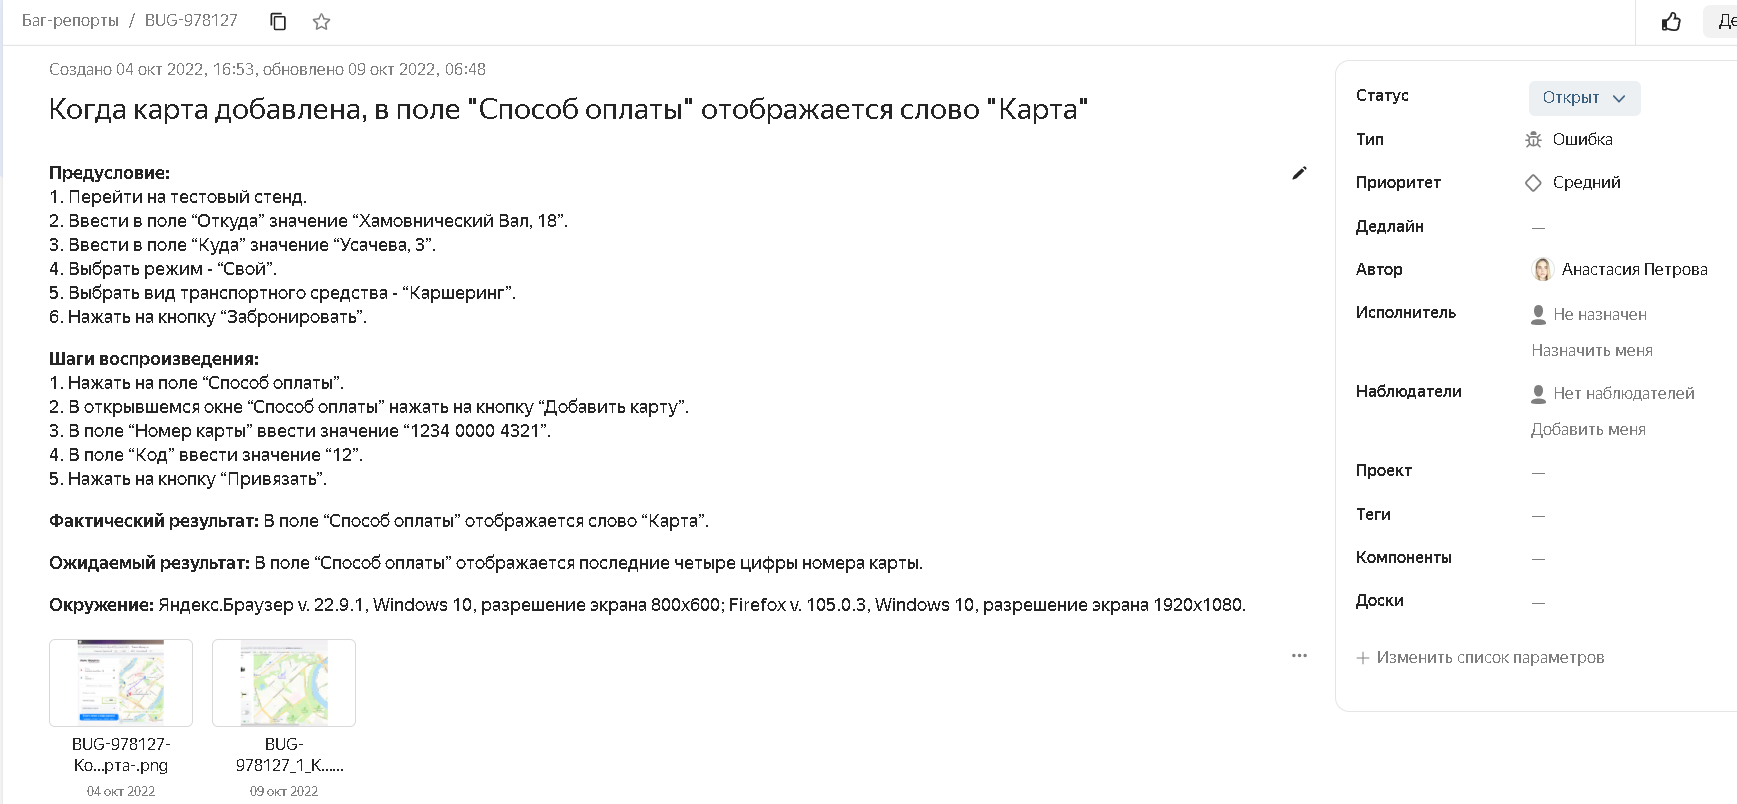 Баг-репорты / BUG-978127
Де
Создано 04 окт 2022, 16:53, обновлено 09 окт 2022, 06:48
Когда карта добавлена, в поле "Способ оплаты" отображается слово "Карта"
Предусловие:
1. Перейти на тестовый стенд.
2. Ввести в поле “Откуда” значение “Хамовнический Вал, 18”.
3. Ввести в поле “Куда” значение “Усачева, 3”.
4. Выбрать режим - “Свой”.
5. Выбрать вид транспортного средства - “Каршеринг”.
6. Нажать на кнопку “Забронировать”.
Шаги воспроизведения:
1. Нажать на поле “Способ оплаты”.
2. В открывшемся окне “Способ оплаты” нажать на кнопку “Добавить карту”.
3. В поле “Номер карты” ввести значение “1234 0000 4321”.
4. В поле “Код” ввести значение “12”.
5. Нажать на кнопку “Привязать”.
Фактический результат: В поле “Способ оплаты” отображается слово “Карта”.
Ожидаемый результат: В поле “Способ оплаты” отображается последние четыре цифры номера карты.
Окружение: Яндекс.Браузер v. 22.9.1, Windows 10, разрешение экрана 800x600; Firefox v. 105.0.3, Windows 10, разрешение экрана 1920x1080.
BUG-978127-
Ко...рта-.png
04 окт 2022
BUG-
978127_1_К......
09 окт 2022
Статус
Открыт
Тип
Ошибка
Приоритет
Средний
Дедлайн
—
Автор
Анастасия Петрова
Исполнитель
Не назначен
Назначить меня
Наблюдатели
Нет наблюдателей
Добавить меня
Проект
—
Теги
—
Компоненты
—
Доски
—
+ Изменить список параметров